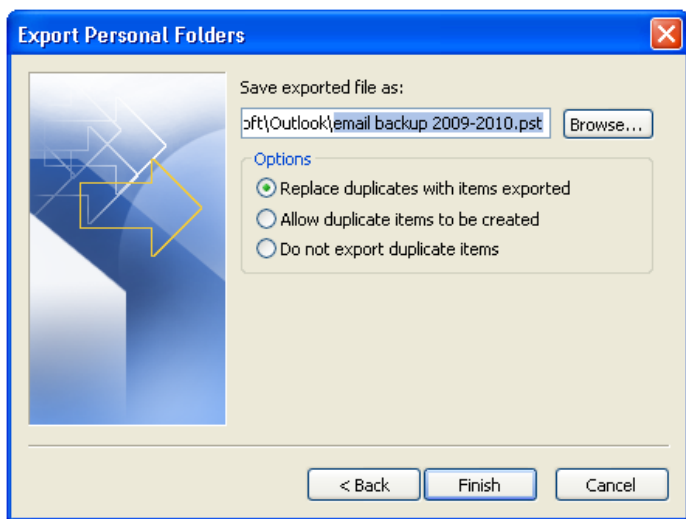 Export Personal Folders
Save exported file as:
oft\Outlook\email backup 2009-2010.pst
Browse...
Options
Replace duplicates with items exported
Allow duplicate items to be created
Do not export duplicate items
< Back
Finish
Cancel